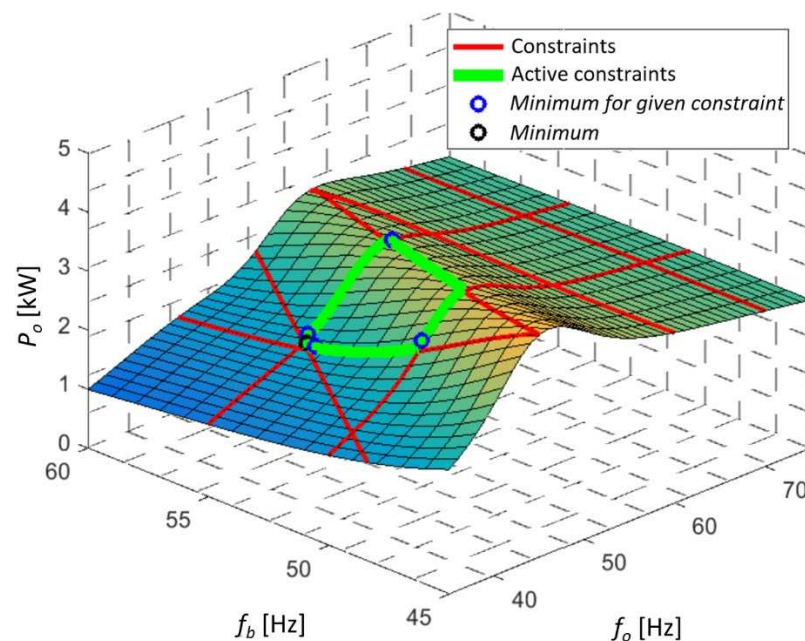 Constraints
Active constraints
Minimum for given constraint
Minimum
5
4
3
2
1
0
P_o [kW]
60
55
50
45
f_b [Hz]
40
50
60
70
f_o [Hz]